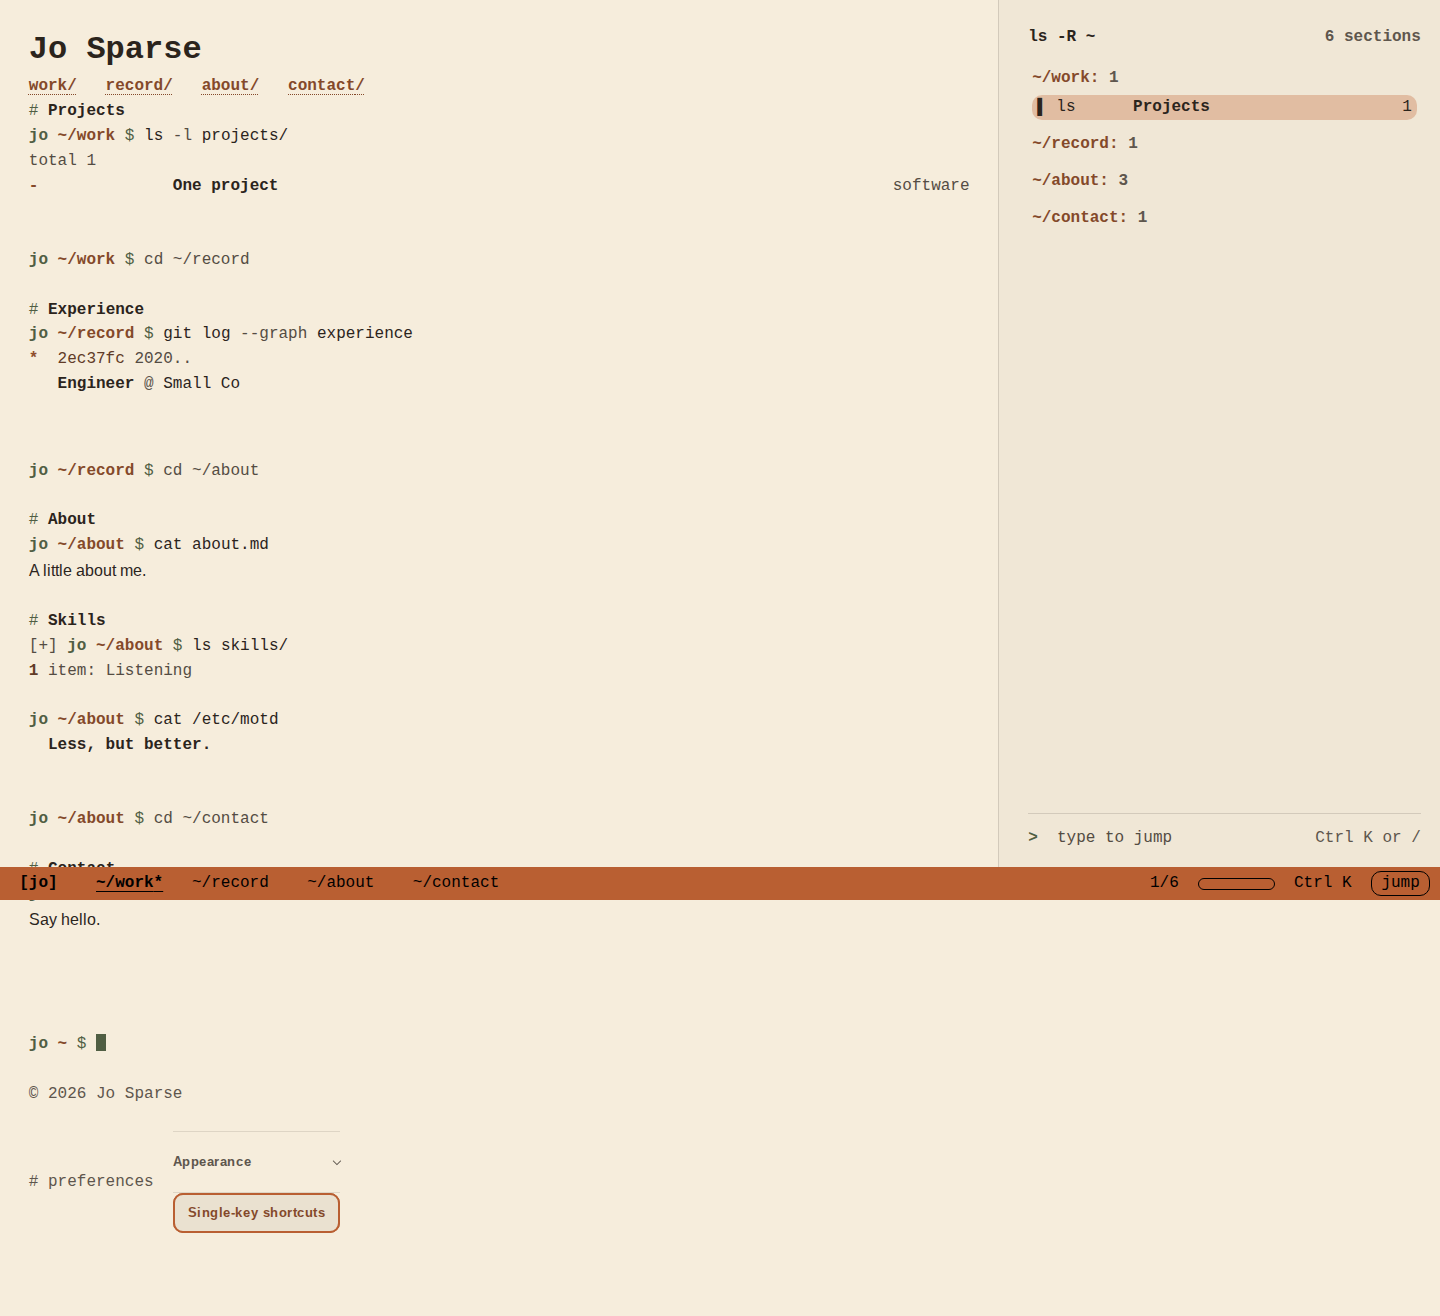 Jo Sparse
work/ record/ about/ contact/
# Projects
jo ~/work $ ls -l projects/
total 1
- One project software
jo ~/work $ cd ~/record
# Experience
jo ~/record $ git log --graph experience
* 2ec37fc 2020..
Engineer @ Small Co
jo ~/record $ cd ~/about
# About
jo ~/about $ cat about.md
A little about me.
# Skills
[+] jo ~/about $ ls skills/
1 item: Listening
jo ~/about $ cat /etc/motd
Less, but better.
jo ~/about $ cd ~/contact
# Contact
ls -R ~ 6 sections
~/work: 1
ls Projects 1
~/record: 1
~/about: 3
~/contact: 1
> type to jump Ctrl K or /
[jo] ~/work* ~/record ~/about ~/contact 1/6 Ctrl K jump
Say hello.
jo ~ $
© 2026 Jo Sparse
# preferences
Appearance
Single-key shortcuts